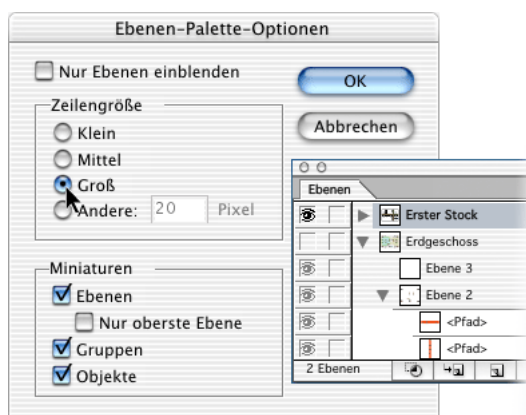 Ebenen-Palette-Optionen
Nur Ebenen einblenden
OK
Zeilengröße
Abbrechen
Klein
Mittel
Groß
Andere: 20 Pixel
Ebenen
Erster Stock
Erdgeschoss
Ebene 3
Ebene 2
<Pfad>
<Pfad>
2 Ebenen
Miniaturen
Ebenen
Nur oberste Ebene
Gruppen
Objekte